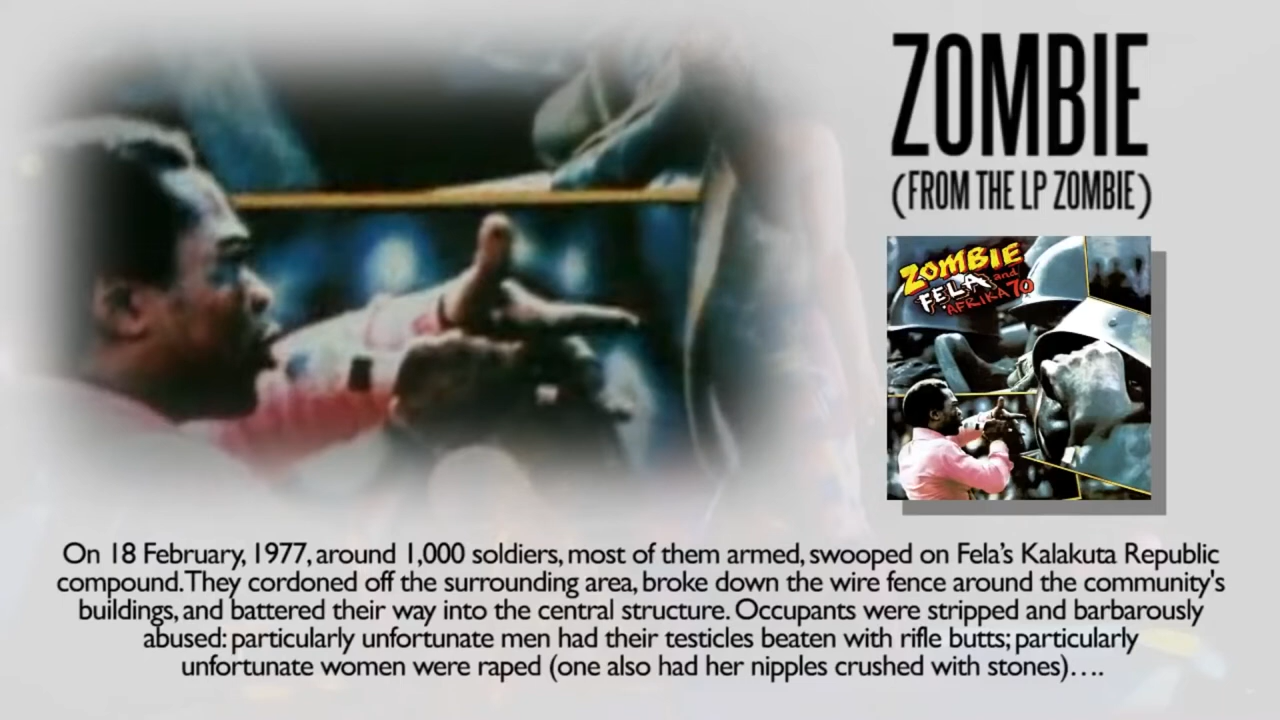 ZOMBIE
(FROM THE LP ZOMBIE)
ZOMBIE
FELA and
AFRIKA 70
On 18 February, 1977, around 1,000 soldiers, most of them armed, swooped on Fela's Kalakuta Republic
compound. They cordoned off the surrounding area, broke down the wire fence around the community's
buildings, and battered their way into the central structure. Occupants were stripped and barbarously
abused: particularly unfortunate men had their testicles beaten with rifle butts; particularly
unfortunate women were raped (one also had her nipples crushed with stones)….